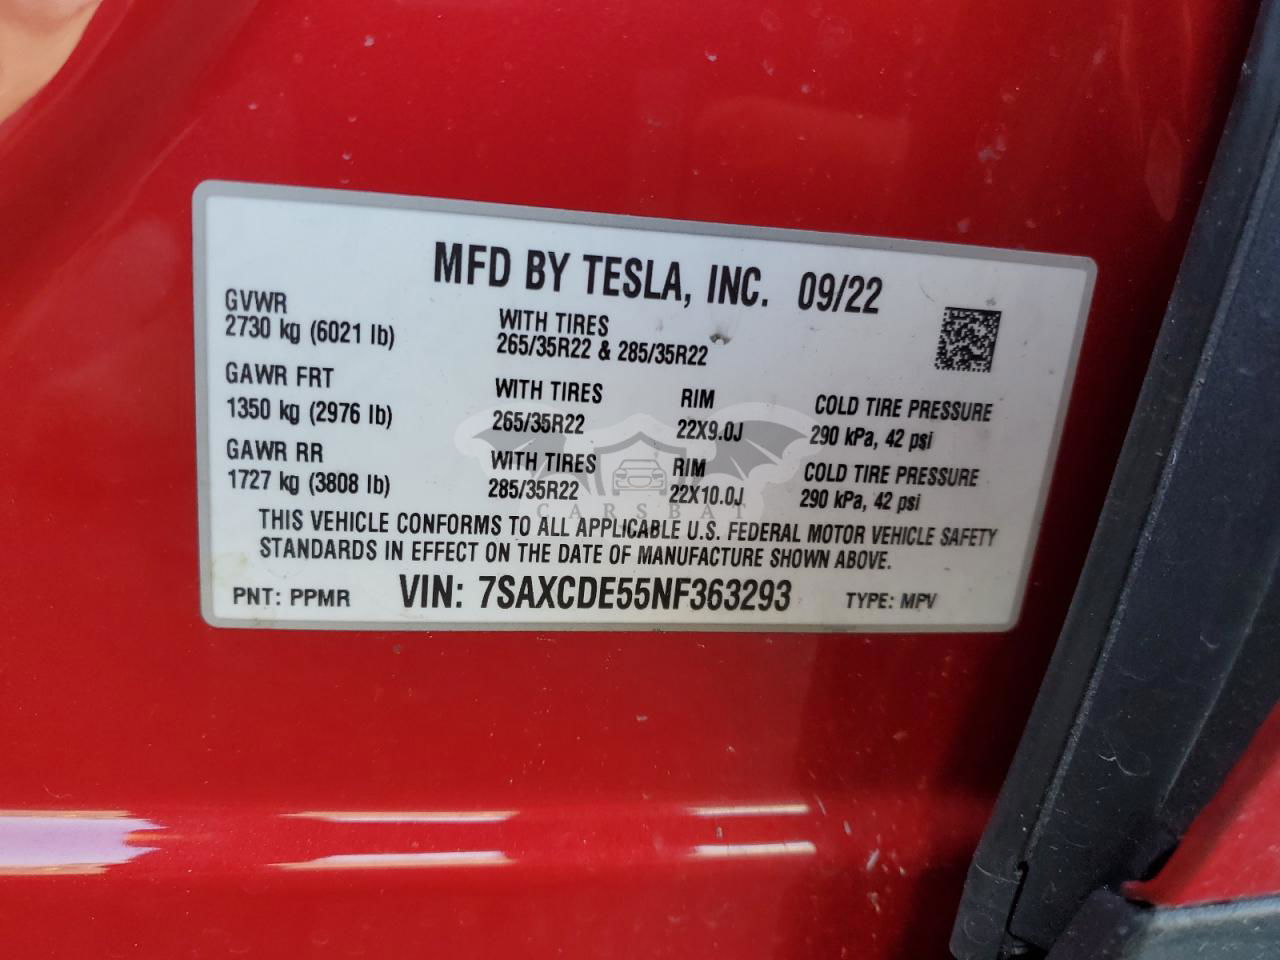 MFD BY TESLA, INC. 09/22
GVWR
2730 kg (6021 lb)
WITH TIRES
265/35R22 & 285/35R22
GAWR FRT
1350 kg (2976 lb)
WITH TIRES
265/35R22
RIM
22X9.0J
COLD TIRE PRESSURE
290 kPa, 42 psi
GAWR RR
1727 kg (3808 lb)
WITH TIRES
285/35R22
RIM
22X10.0J
COLD TIRE PRESSURE
290 kPa, 42 psi
CARSBAT
THIS VEHICLE CONFORMS TO ALL APPLICABLE U.S. FEDERAL MOTOR VEHICLE SAFETY
STANDARDS IN EFFECT ON THE DATE OF MANUFACTURE SHOWN ABOVE.
PNT: PPMR VIN: 7SAXCDE55NF363293 TYPE: MPV